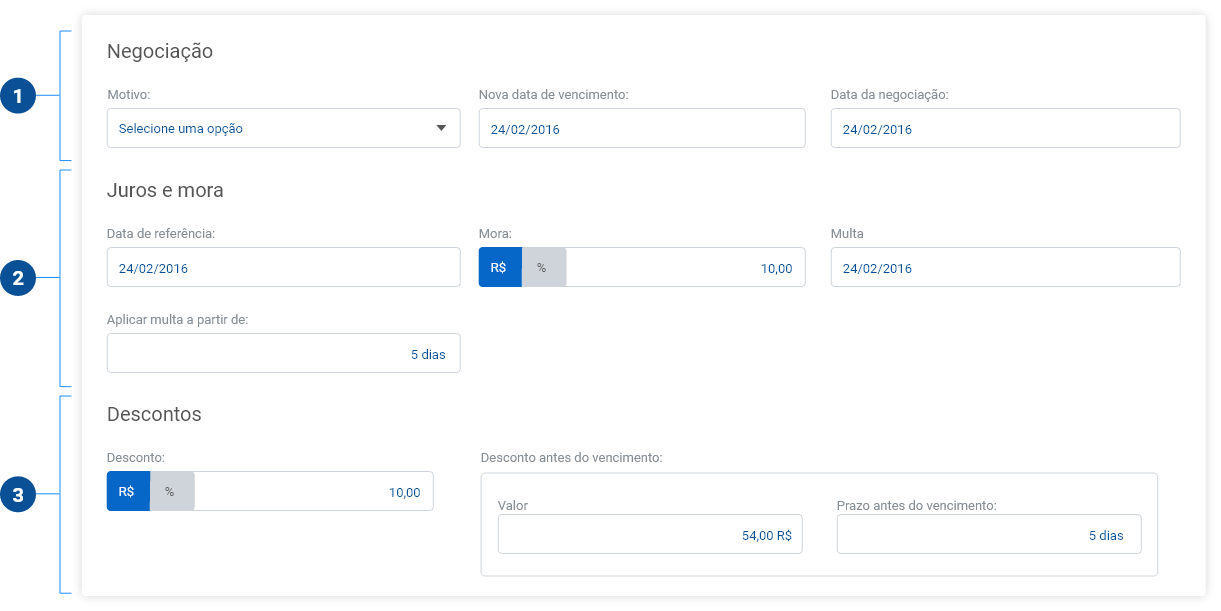 Negociação
1
Motivo: Nova data de vencimento: Data da negociação:
Selecione uma opção 24/02/2016 24/02/2016
Juros e mora
Data de referência: Mora: Multa
24/02/2016 R$ % 10,00 24/02/2016
2
Aplicar multa a partir de:
5 dias
Descontos
Desconto: Desconto antes do vencimento:
R$ % 10,00
3
Valor Prazo antes do vencimento:
54,00 R$ 5 dias